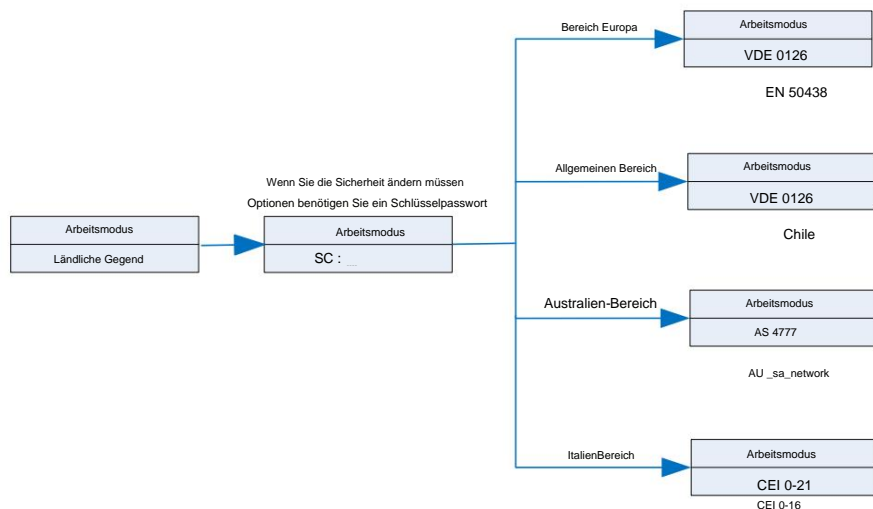 Arbeitsmodus
Ländliche Gegend
Wenn Sie die Sicherheit ändern müssen
Optionen benötigen Sie ein Schlüsselpasswort
Arbeitsmodus
SC : _
Bereich Europa
Arbeitsmodus
VDE 0126
EN 50438
Allgemeinen Bereich
Arbeitsmodus
VDE 0126
Chile
Australien-Bereich
Arbeitsmodus
AS 4777
AU _sa_network
ItalienBereich
Arbeitsmodus
CEI 0-21
CEI 0-16